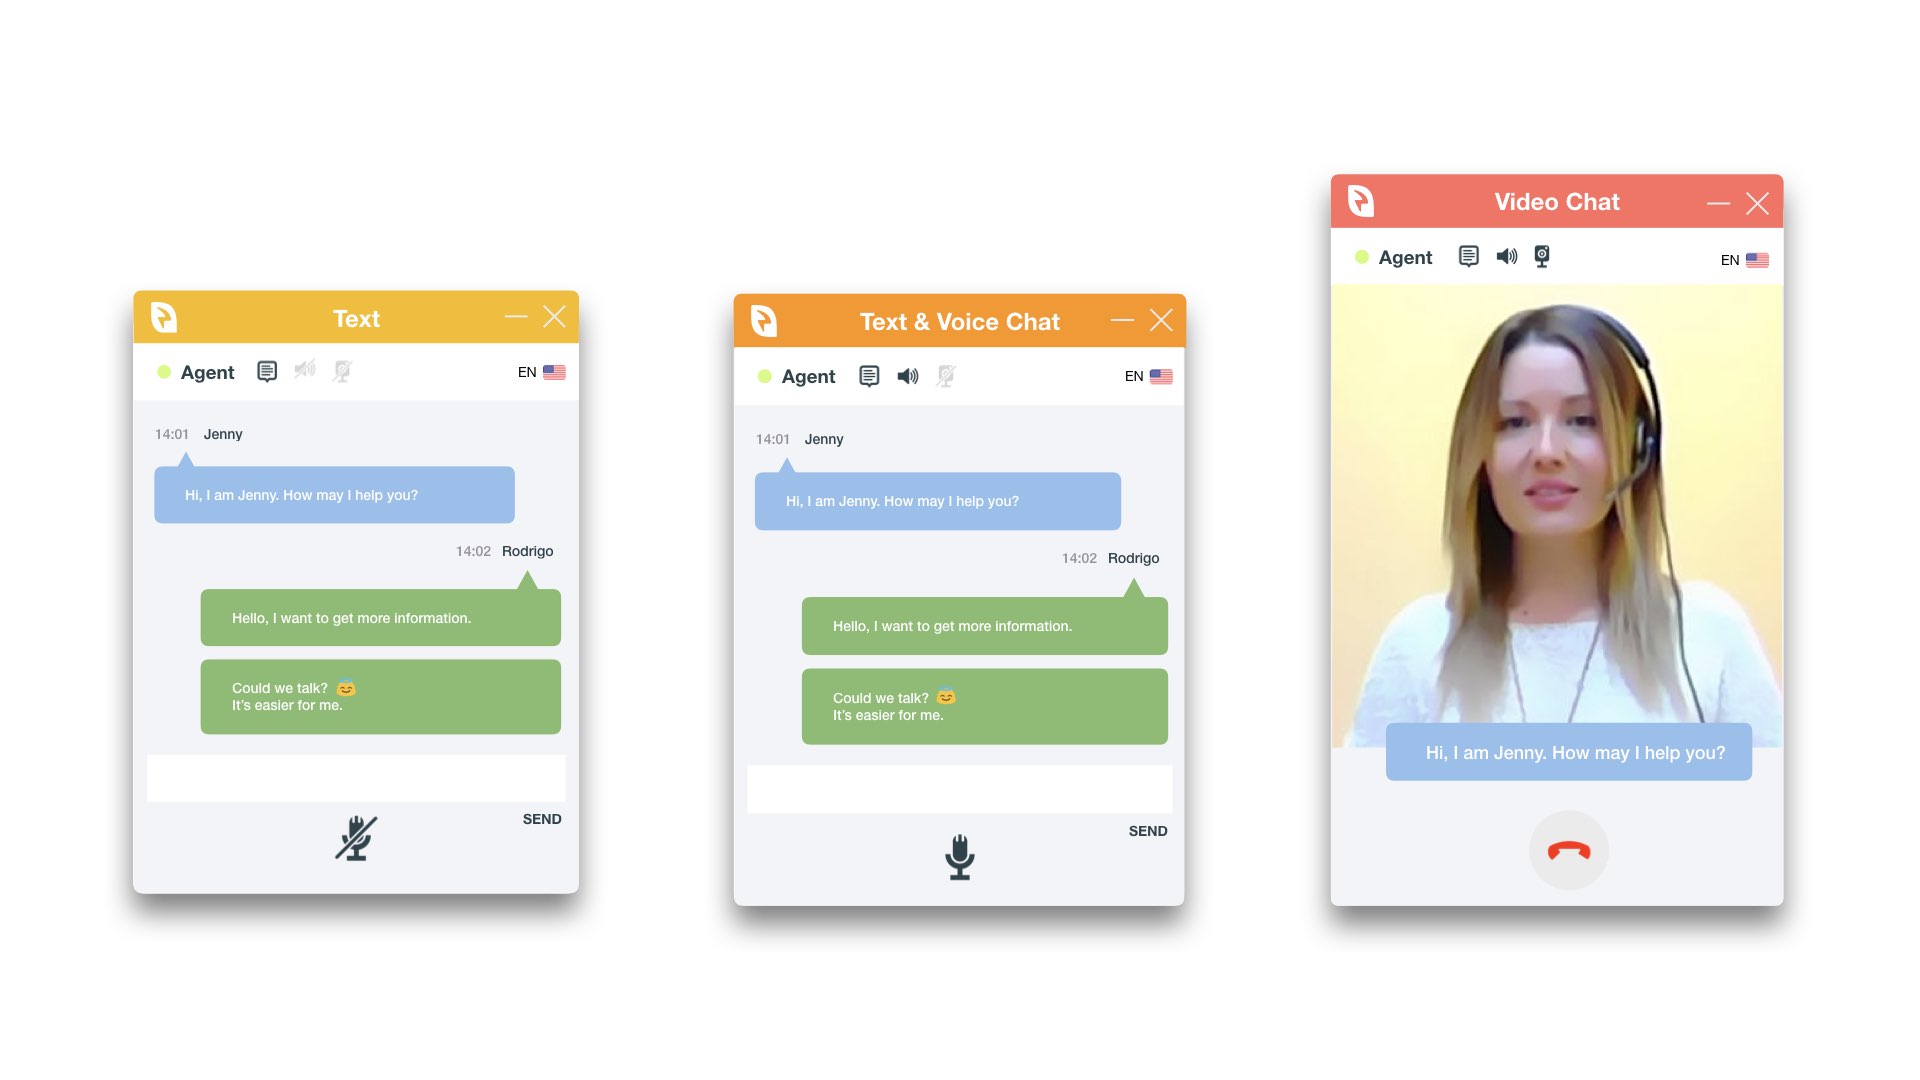 Text
Agent
EN
14:01 Jenny
Hi, I am Jenny. How may I help you?
14:02 Rodrigo
Hello, I want to get more information.
Could we talk? 😇
It's easier for me.
SEND
Text & Voice Chat
Agent
EN
14:01 Jenny
Hi, I am Jenny. How may I help you?
14:02 Rodrigo
Hello, I want to get more information.
Could we talk? 😇
It's easier for me.
SEND
Video Chat
Agent
EN
Hi, I am Jenny. How may I help you?